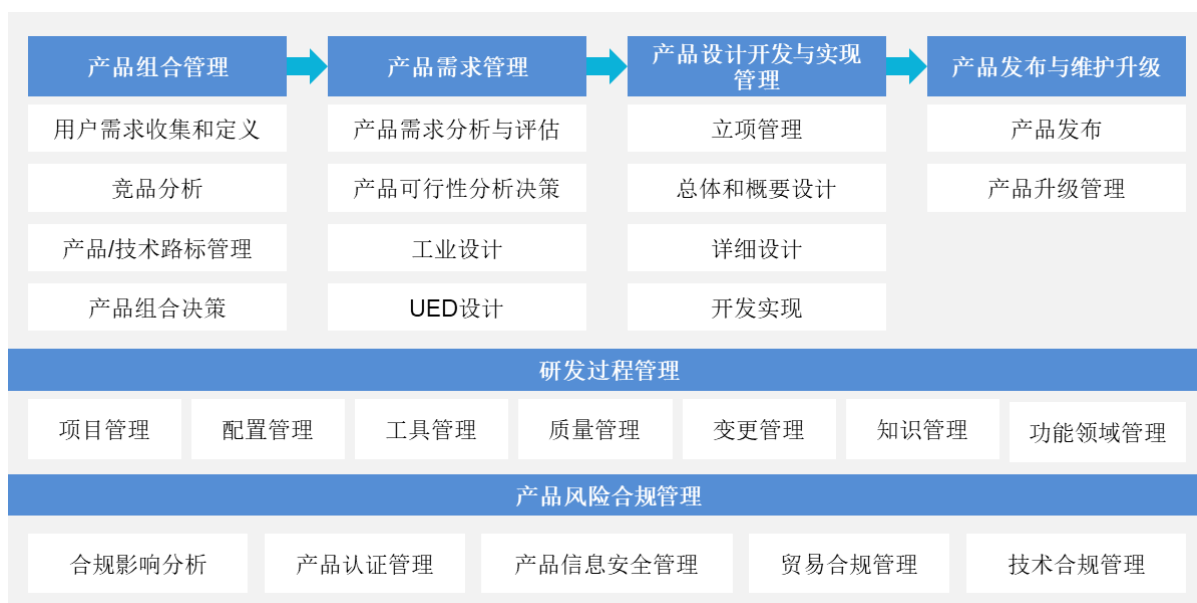 产品组合管理
产品需求管理
产品设计开发与实现
管理
产品发布与维护升级
用户需求收集和定义
产品需求分析与评估
立项管理
产品发布
竞品分析
产品可行性分析决策
总体和概要设计
产品升级管理
产品/技术路标管理
工业设计
详细设计
产品组合决策
UED设计
开发实现
研发过程管理
项目管理
配置管理
工具管理
质量管理
变更管理
知识管理
功能领域管理
产品风险合规管理
合规影响分析
产品认证管理
产品信息安全管理
贸易合规管理
技术合规管理